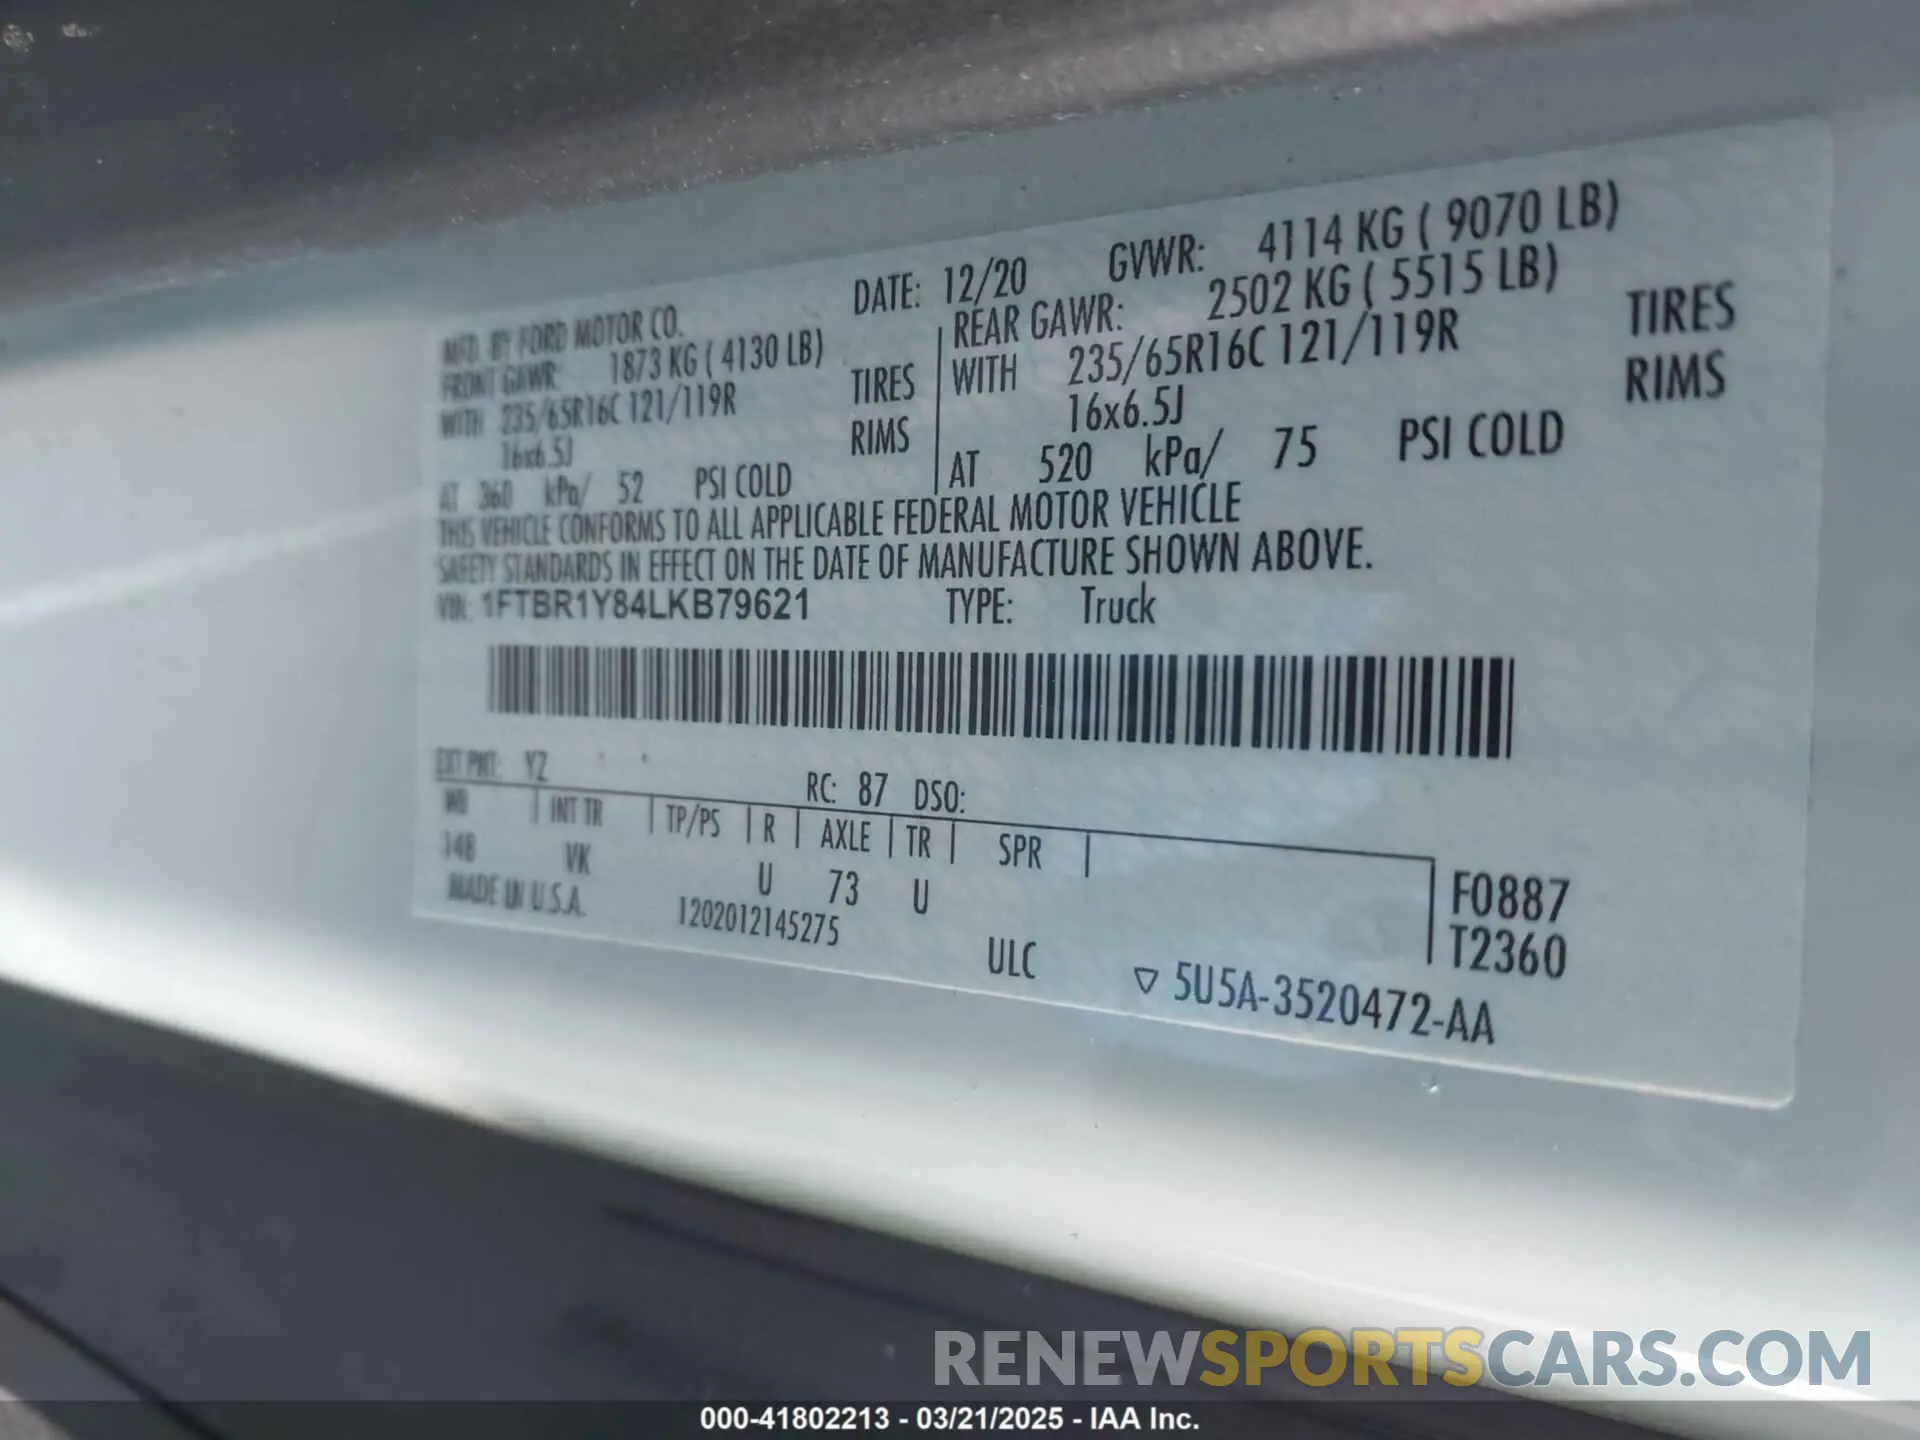 MFD. BY FORD MOTOR CO.
DATE: 12/20 GVWR: 4114 KG ( 9070 LB)
FRONT GAWR: 1873 KG ( 4130 LB)
WITH 235/65R16C 121/119R TIRES
16x6.5J RIMS
AT 360 kPa/ 52 PSI COLD
REAR GAWR: 2502 KG ( 5515 LB)
WITH 235/65R16C 121/119R TIRES
16x6.5J RIMS
AT 520 kPa/ 75 PSI COLD
THIS VEHICLE CONFORMS TO ALL APPLICABLE FEDERAL MOTOR VEHICLE
SAFETY STANDARDS IN EFFECT ON THE DATE OF MANUFACTURE SHOWN ABOVE.
VIN: 1FTBR1Y84LKB79621 TYPE: Truck
EXT PNT: YZ RC: 87 DSO:
WB INT TR TP/PS R AXLE TR SPR
148 VK U 73 U
F0887
T2360
MADE IN U.S.A. 1202012145275
ULC ▽ 5U5A-3520472-AA
RENEWSPORTSCARS.COM
000-41802213 - 03/21/2025 - IAA Inc.